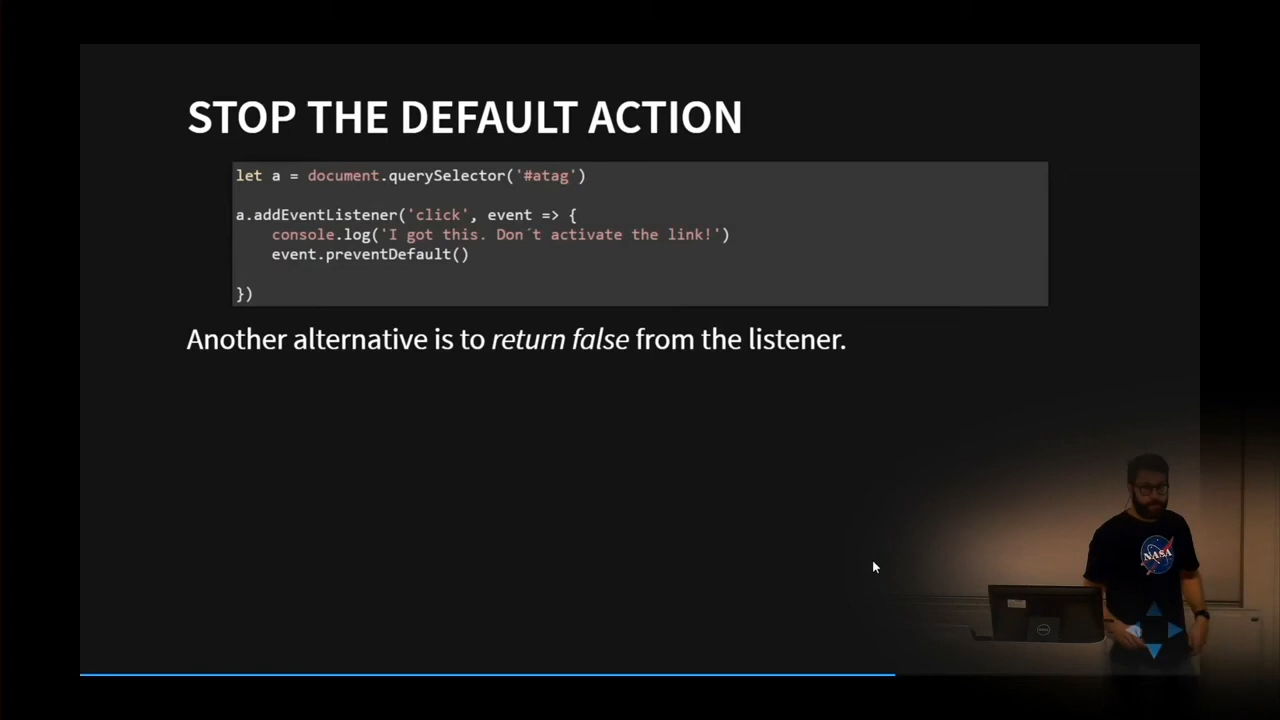 STOP THE DEFAULT ACTION
let a = document.querySelector('#atag')
a.addEventListener('click', event => {
console.log('I got this. Don´t activate the link!')
event.preventDefault()
})
Another alternative is to return false from the listener.
NASA